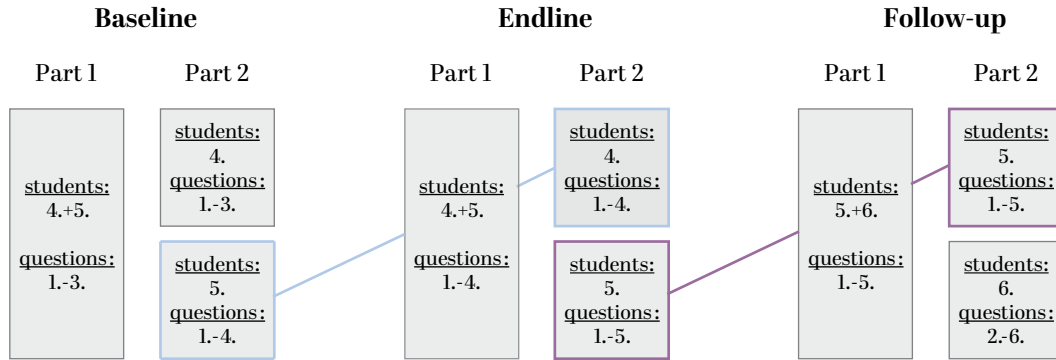 Baseline
Part 1
Part 2
students:
4.+5.
questions:
1.-3.
students:
4.
questions:
1.-3.
students:
5.
questions:
1.-4.
Endline
Part 1
Part 2
students:
4.+5.
questions:
1.-4.
students:
4.
questions:
1.-4.
students:
5.
questions:
1.-5.
Follow-up
Part 1
Part 2
students:
5.+6.
questions:
1.-5.
students:
5.
questions:
1.-5.
students:
6.
questions:
2.-6.